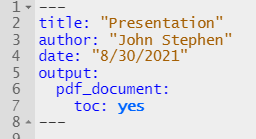 1 ---
2 title: "Presentation"
3 author: "John Stephen"
4 date: "8/30/2021"
5 output:
6   pdf_document:
7     toc: yes
8 ---
9